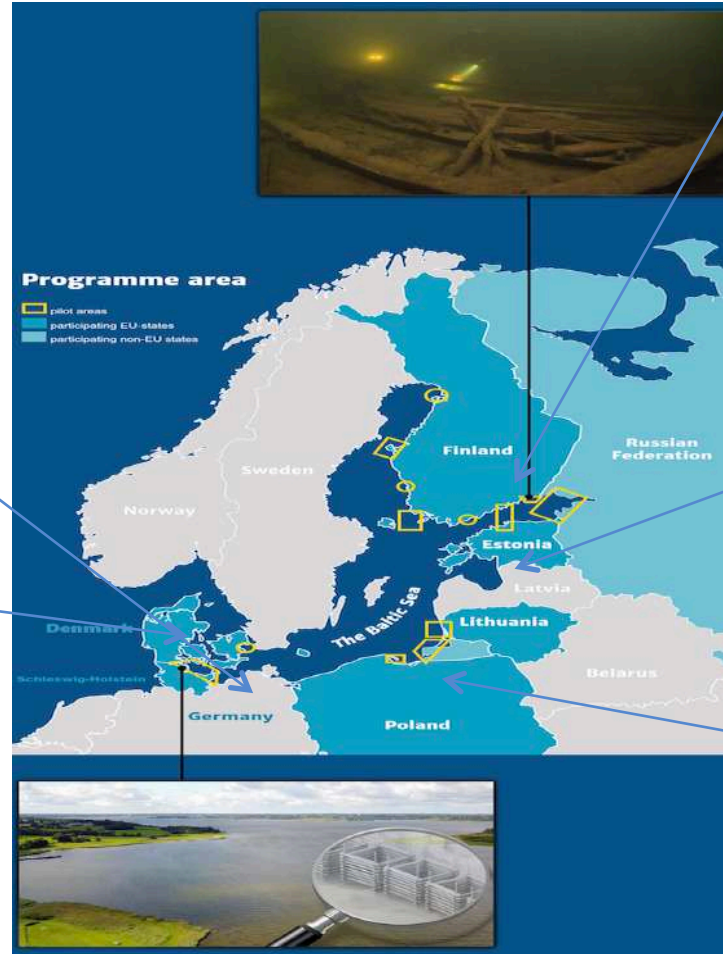 Programme area
pilot areas
participating EU-states
participating non-EU states
Finland
Russian
Federation
Sweden
Norway
Estonia
Latvia
The Baltic Sea
Lithuania
Denmark
Belarus
Schleswig-Holstein
Germany
Poland